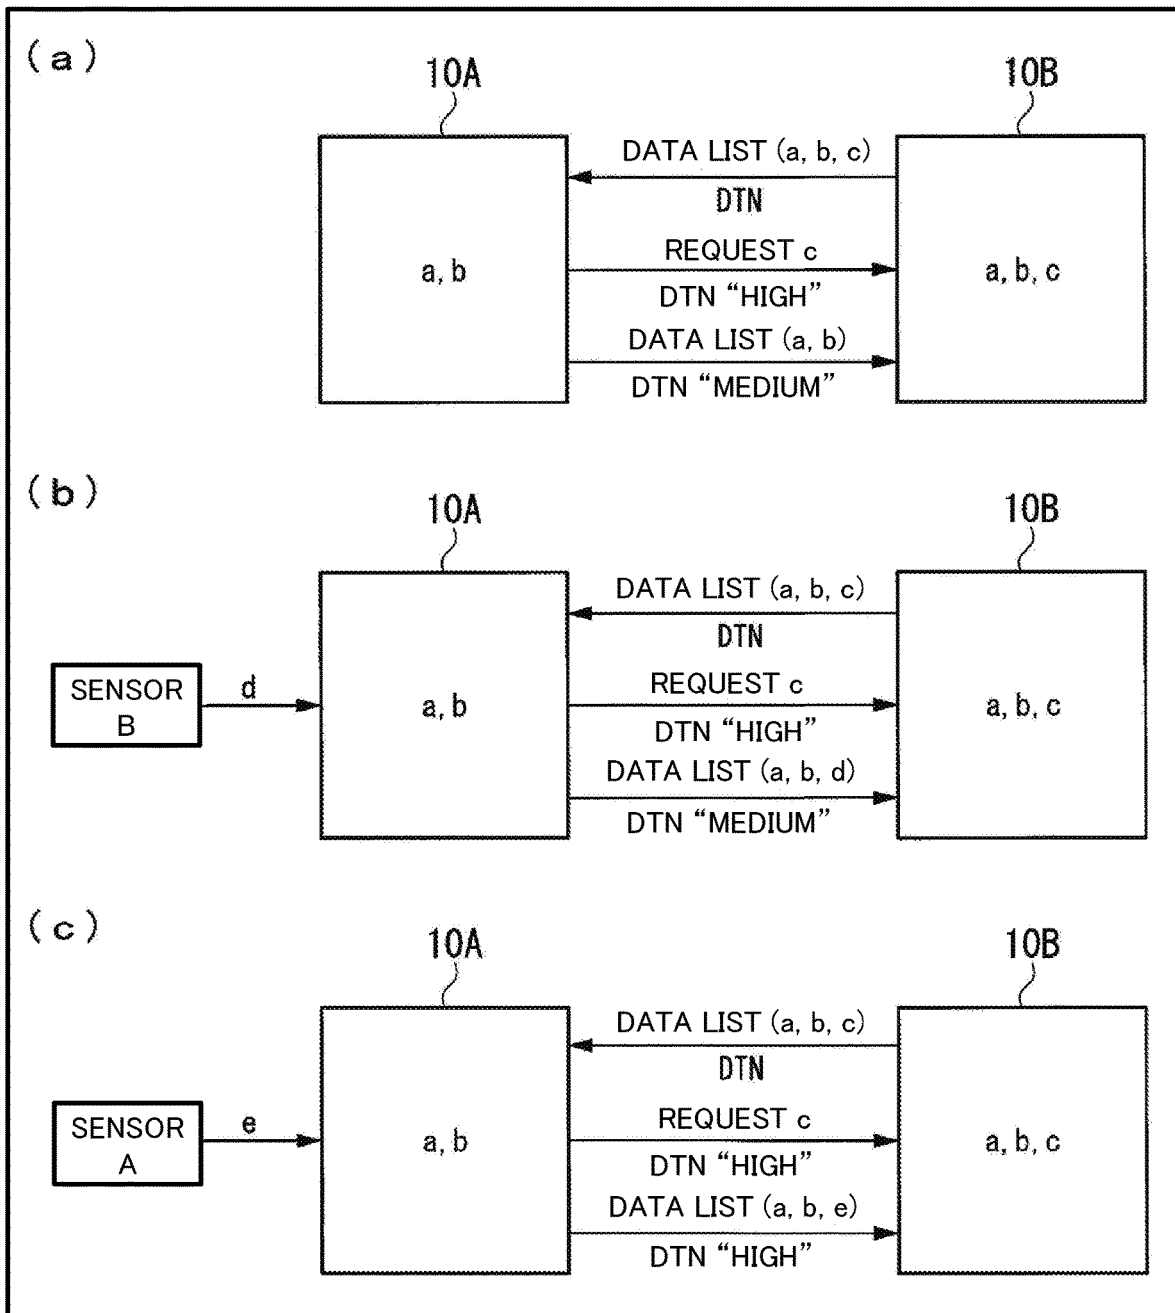 (a)
10A
10B
DATA LIST (a, b, c)
DTN
a, b
REQUEST c
a, b, c
DTN “HIGH”
DATA LIST (a, b)
DTN “MEDIUM”
(b)
10A
10B
DATA LIST (a, b, c)
DTN
SENSOR
B
d
a, b
REQUEST c
a, b, c
DTN “HIGH”
DATA LIST (a, b, d)
DTN “MEDIUM”
(c)
10A
10B
DATA LIST (a, b, c)
DTN
SENSOR
A
e
a, b
REQUEST c
a, b, c
DTN “HIGH”
DATA LIST (a, b, e)
DTN “HIGH”